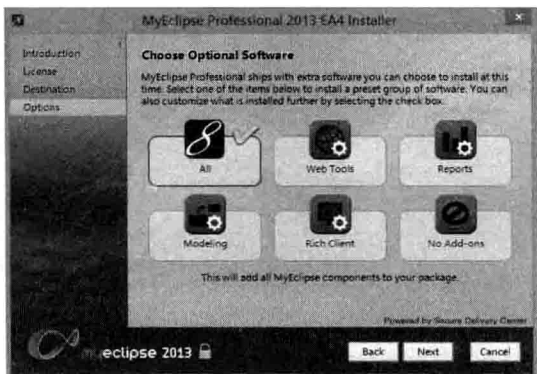 MyEclipse Professional 2013 EA4 Installer
Introduction
License
Destination
Options
Choose Optional Software
MyEclipse Professional ships with extra software you can choose to install at this
time. Select one of the items below to install a preset group of software. You can
also customize what is installed further by selecting the check box.
All
Web Tools
Reports
Modeling
Rich Client
No Add-ons
This will add all MyEclipse components to your package.
Powered by Secure Delivery Center
myeclipse 2013
Back
Next
Cancel